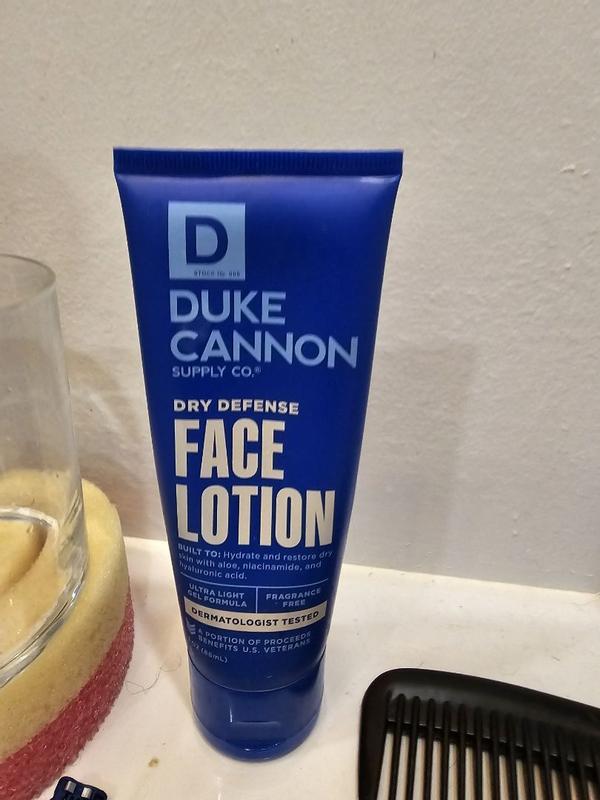 D
DUKE
CANNON
SUPPLY CO.®
DRY DEFENSE
FACE
LOTION
BUILT TO: Hydrate and restore dry
skin with aloe, niacinamide, and
hyaluronic acid.
ULTRA LIGHT
GEL FORMULA
FRAGRANCE
FREE
DERMATOLOGIST TESTED
A PORTION OF PROCEEDS
BENEFITS U.S. VETERANS